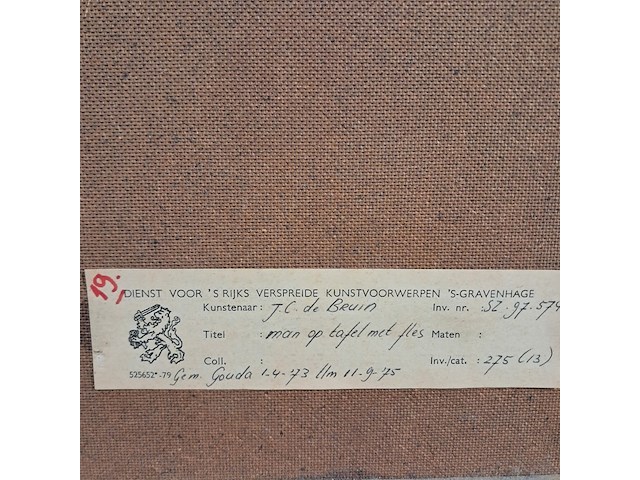 19.-
DIENST VOOR 'S RIJKS VERSPREIDE KUNSTVOORWERPEN 'S-GRAVENHAGE
Kunstenaar : J.C. de Bruin Inv. nr. : SZ 97.574
Titel : man op tafel met fles Maten :
Coll. : Inv./cat. : 275 (13)
525652*-79 Gem. Gouda 1-4-73 t/m 11-9-75